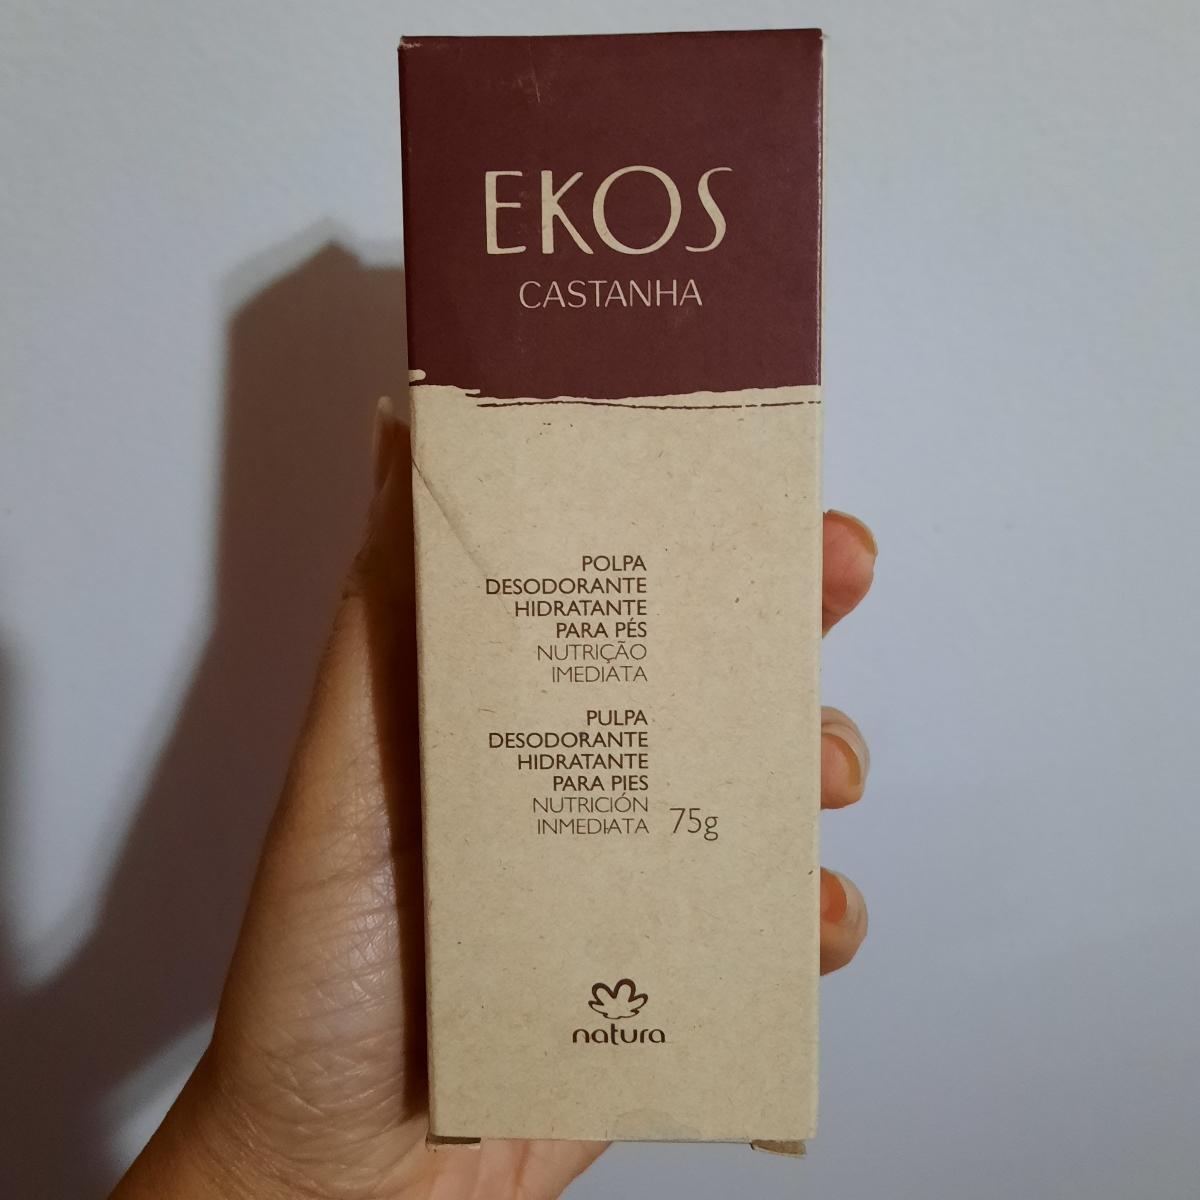 EKOS
CASTANHA
POLPA
DESODORANTE
HIDRATANTE
PARA PÉS
NUTRIÇÃO
IMEDIATA
PULPA
DESODORANTE
HIDRATANTE
PARA PIES
NUTRICIÓN
INMEDIATA 75g
natura